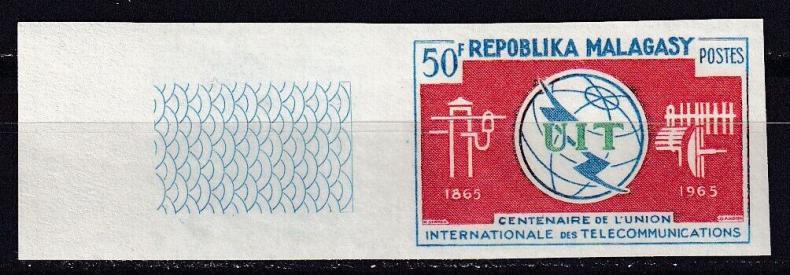 50F REPOBLIKA MALAGASY POSTES
UIT
1865 1965
CENTENAIRE DE L'UNION
INTERNATIONALE DES TELECOMMUNICATIONS